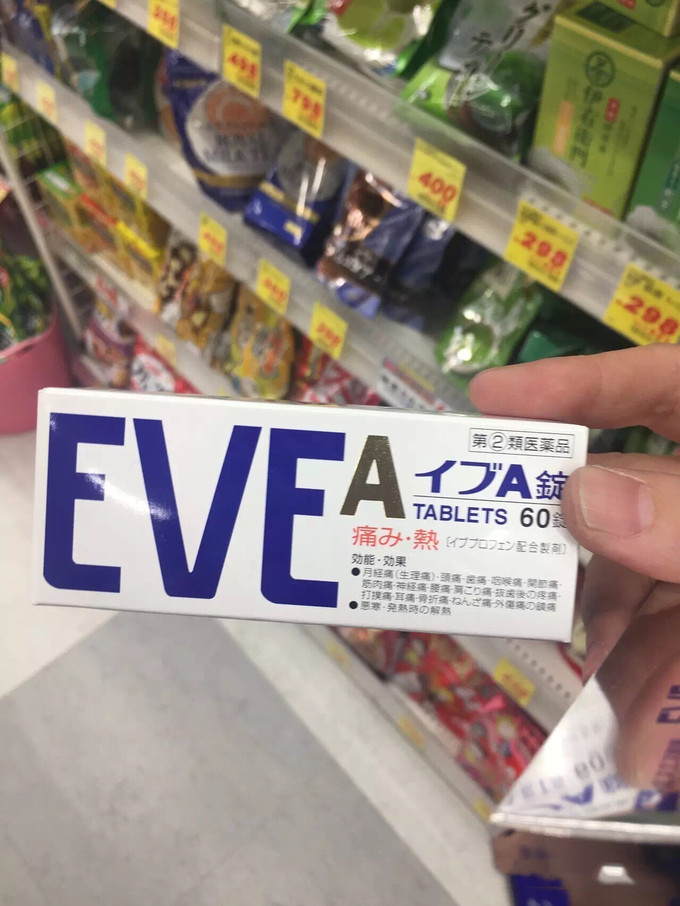 498
798
400
298
298
伊右衛門
EVE A
第②類医薬品
イブA錠
TABLETS 60錠
痛み・熱 [イブプロフェン配合製剤]
効能・効果
●月経痛(生理痛)・頭痛・歯痛・咽喉痛・関節痛・
筋肉痛・神経痛・腰痛・肩こり痛・抜歯後の疼痛・
打撲痛・耳痛・骨折痛・ねんざ痛・外傷痛の鎮痛
●悪寒・発熱時の解熱